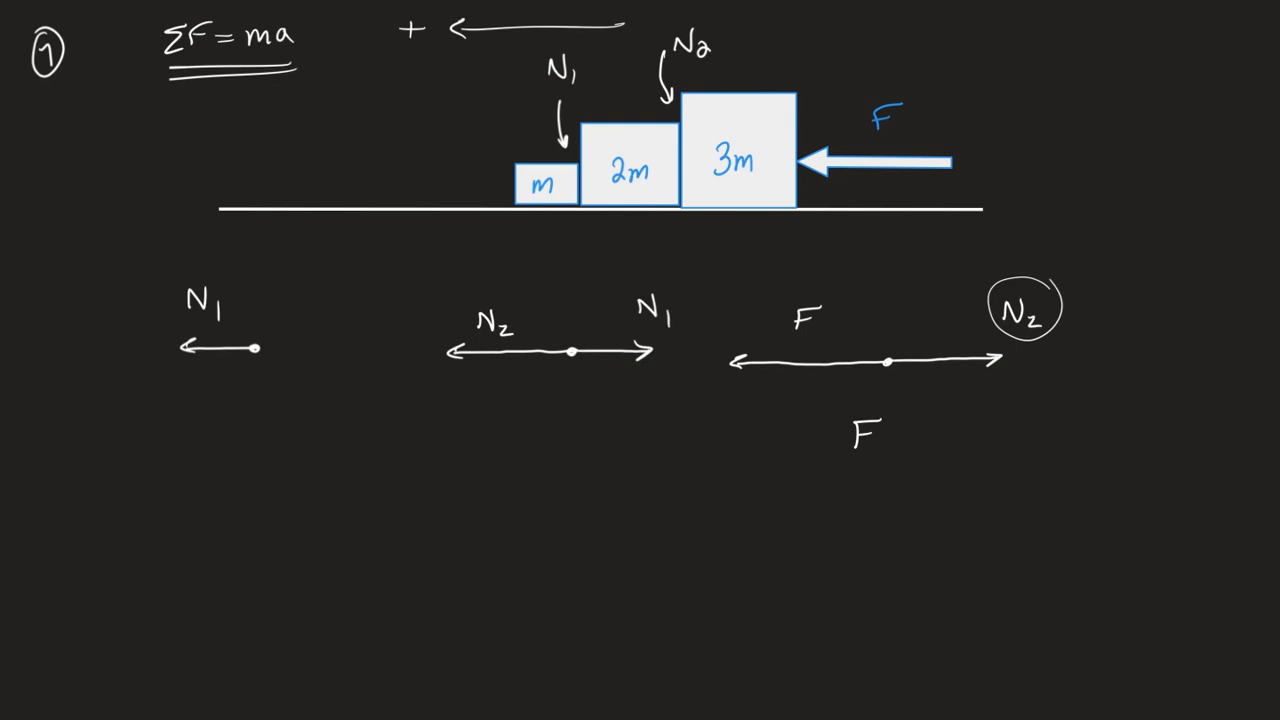 1 ΣF = ma +
N₁ N₂
F
m 2m 3m
N₁ N₂ N₁ F N₂
F